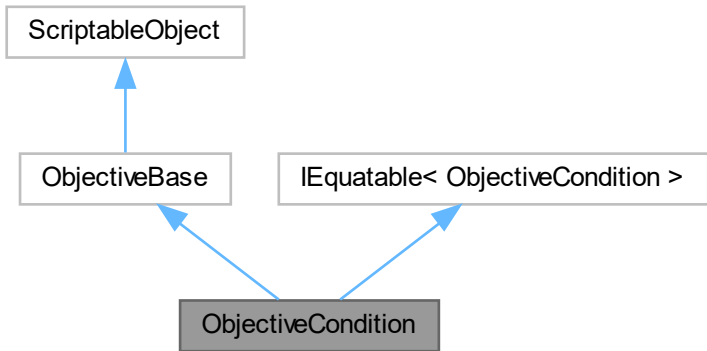 ScriptableObject
ObjectiveBase
IEquatable< ObjectiveCondition >
ObjectiveCondition